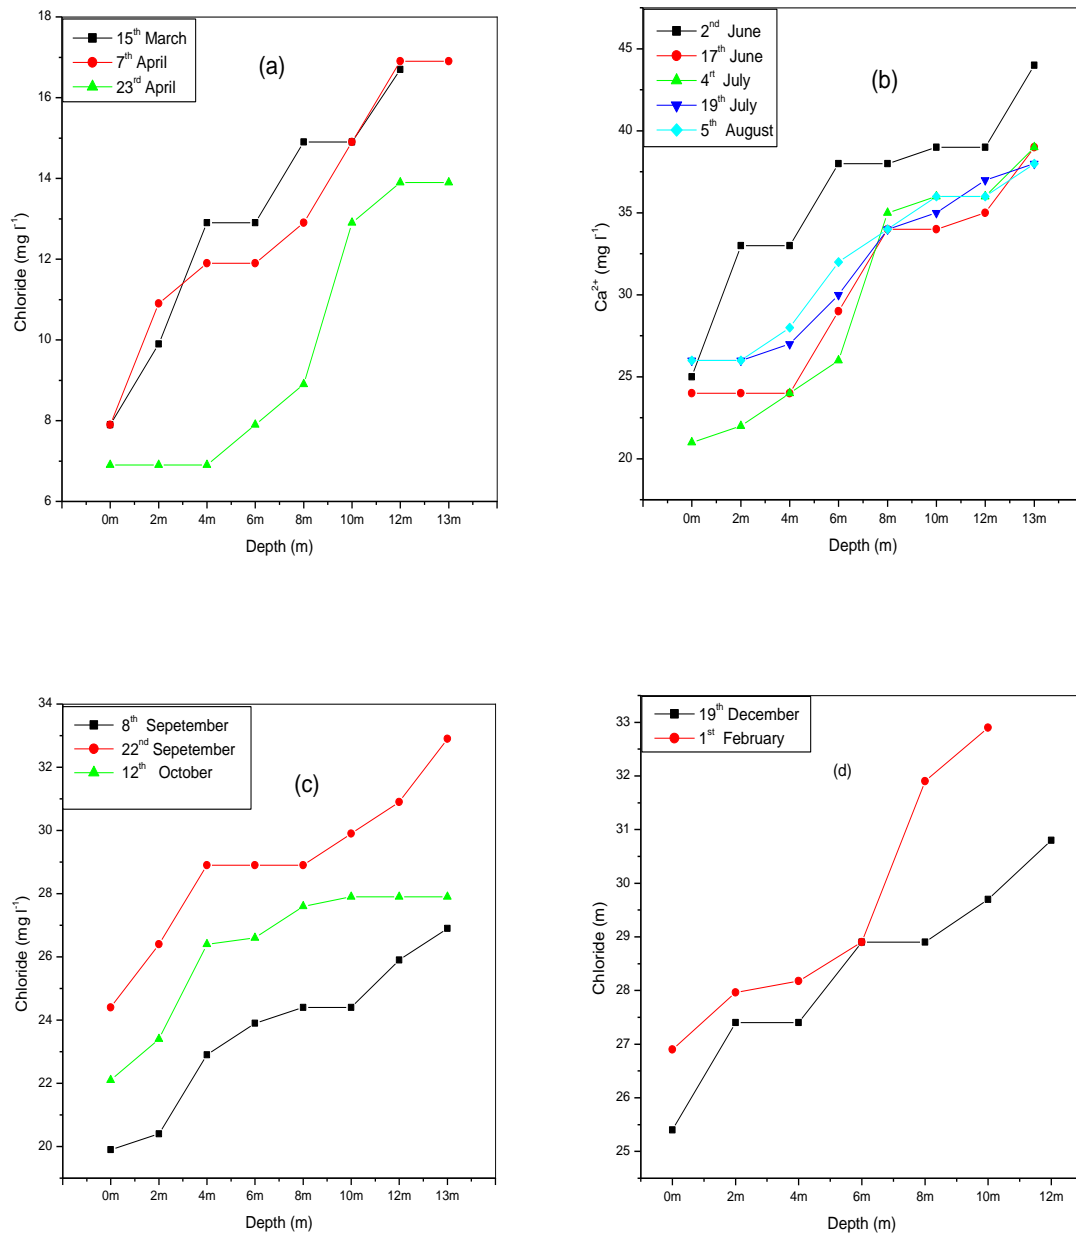 18
16
14
12
10
8
6
Chloride (mg l⁻¹)
15th March
7th April
23rd April
(a)
0m 2m 4m 6m 8m 10m 12m 13m
Depth (m)
45
40
35
30
25
20
Ca²⁺ (mg l⁻¹)
2nd June
17th June
4rt July
19th July
5th August
(b)
0m 2m 4m 6m 8m 10m 12m 13m
Depth (m)
34
32
30
28
26
24
22
20
Chloride (mg l⁻¹)
8th Sepetember
22nd Sepetember
12th October
(c)
0m 2m 4m 6m 8m 10m 12m 13m
Depth (m)
33
32
31
30
29
28
27
26
25
Chloride (m)
19th December
1st February
(d)
0m 2m 4m 6m 8m 10m 12m
Depth (m)